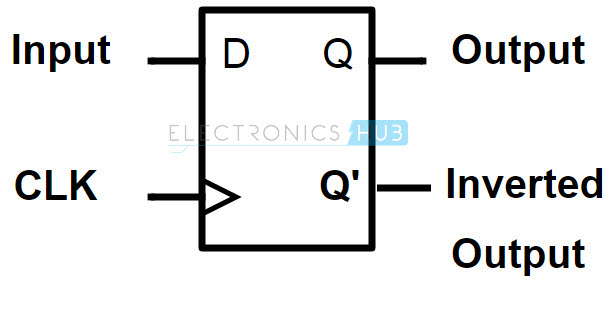 Input
D
Q
Output
ELECTRONICS HUB
CLK
Q'
Inverted
Output